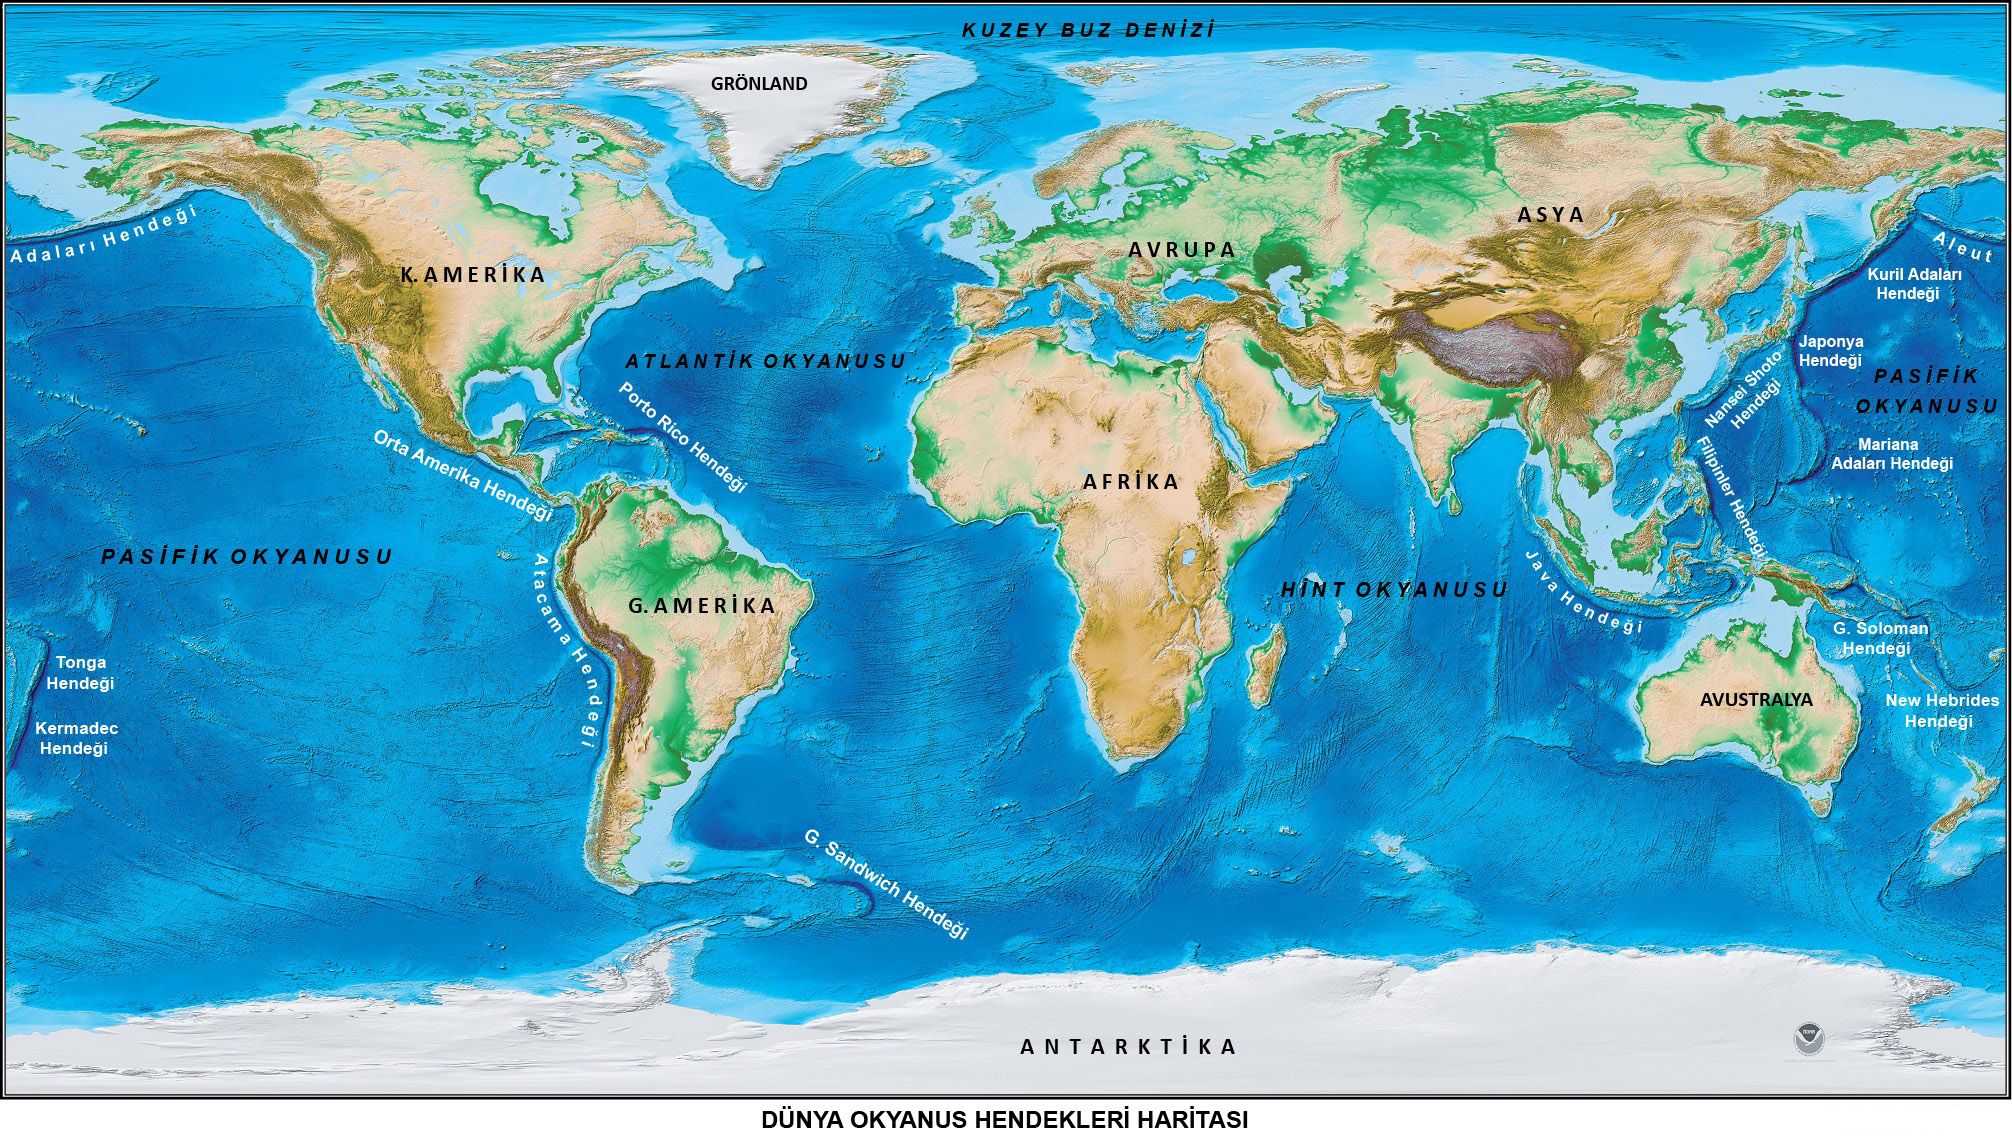 KUZEY BUZ DENİZİ
GRÖNLAND
ASYA
AVRUPA
Adaları Hendeği
Aleut
K. AMERİKA
Kuril Adaları
Hendeği
ATLANTİK OKYANUSU
Japonya
Hendeği
Nansei Shoto
Hendeği
PASİFİK
OKYANUSU
Porto Rico Hendeği
Orta Amerika Hendeği
Mariana
Adaları Hendeği
Filipinler Hendeği
AFRİKA
PASİFİK OKYANUSU
Atacama Hendeği
G. AMERİKA
HİNT OKYANUSU
Java Hendeği
G. Soloman
Hendeği
Tonga
Hendeği
AVUSTRALYA
New Hebrides
Hendeği
Kermadec
Hendeği
G. Sandwich Hendeği
ANTARKTİKA
NOAA
DÜNYA OKYANUS HENDEKLERİ HARİTASI